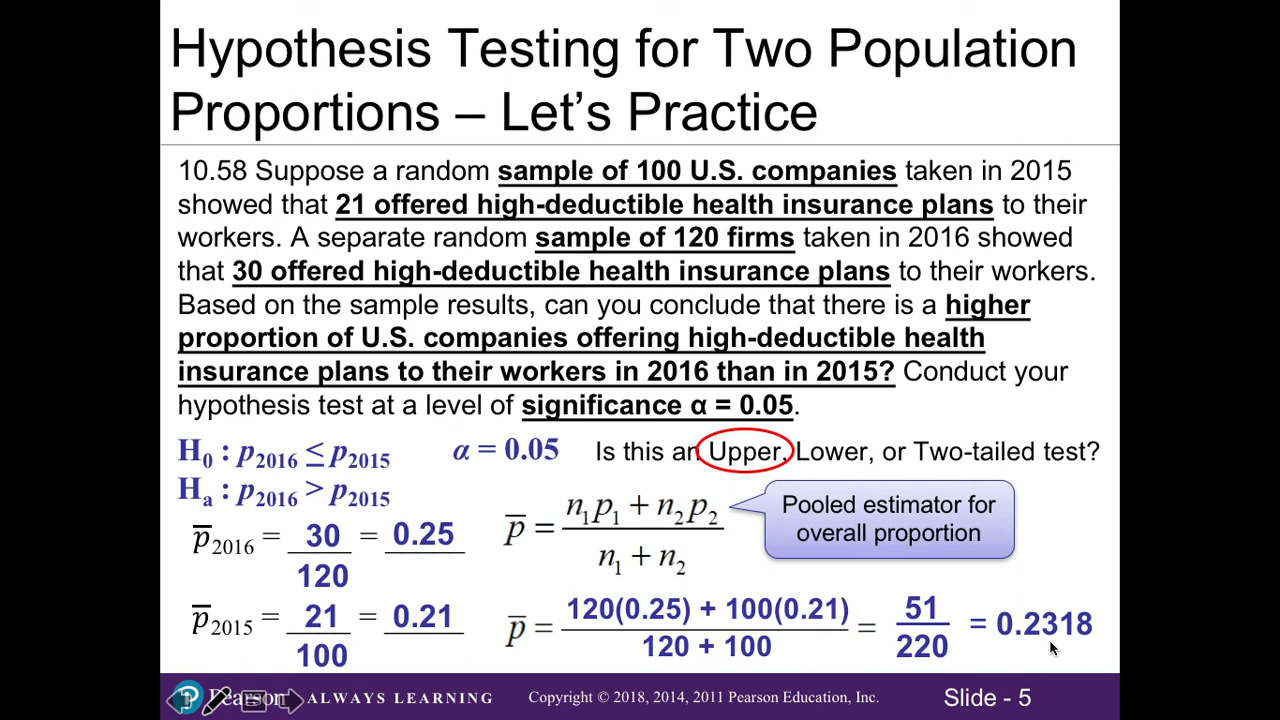 Hypothesis Testing for Two Population
Proportions – Let’s Practice
10.58 Suppose a random sample of 100 U.S. companies taken in 2015
showed that 21 offered high-deductible health insurance plans to their
workers. A separate random sample of 120 firms taken in 2016 showed
that 30 offered high-deductible health insurance plans to their workers.
Based on the sample results, can you conclude that there is a higher
proportion of U.S. companies offering high-deductible health
insurance plans to their workers in 2016 than in 2015? Conduct your
hypothesis test at a level of significance α = 0.05.
H₀ : p₂₀₁₆ ≤ p₂₀₁₅ α = 0.05 Is this an Upper, Lower, or Two-tailed test?
Hₐ : p₂₀₁₆ > p₂₀₁₅
p̅₂₀₁₆ = 30/120 = 0.25
p̅ = (n₁p₁ + n₂p₂)/(n₁ + n₂)
Pooled estimator for
overall proportion
p̅₂₀₁₅ = 21/100 = 0.21
p̅ = (120(0.25) + 100(0.21))/(120 + 100) = 51/220 = 0.2318
Pearson ALWAYS LEARNING Copyright © 2018, 2014, 2011 Pearson Education, Inc. Slide - 5